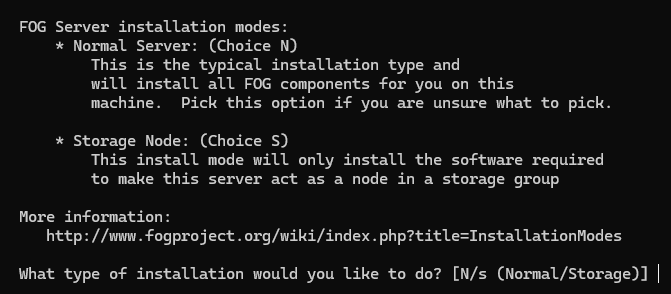 FOG Server installation modes:
* Normal Server: (Choice N)
This is the typical installation type and
will install all FOG components for you on this
machine.  Pick this option if you are unsure what to pick.
* Storage Node: (Choice S)
This install mode will only install the software required
to make this server act as a node in a storage group
More information:
http://www.fogproject.org/wiki/index.php?title=InstallationModes
What type of installation would you like to do? [N/s (Normal/Storage)]